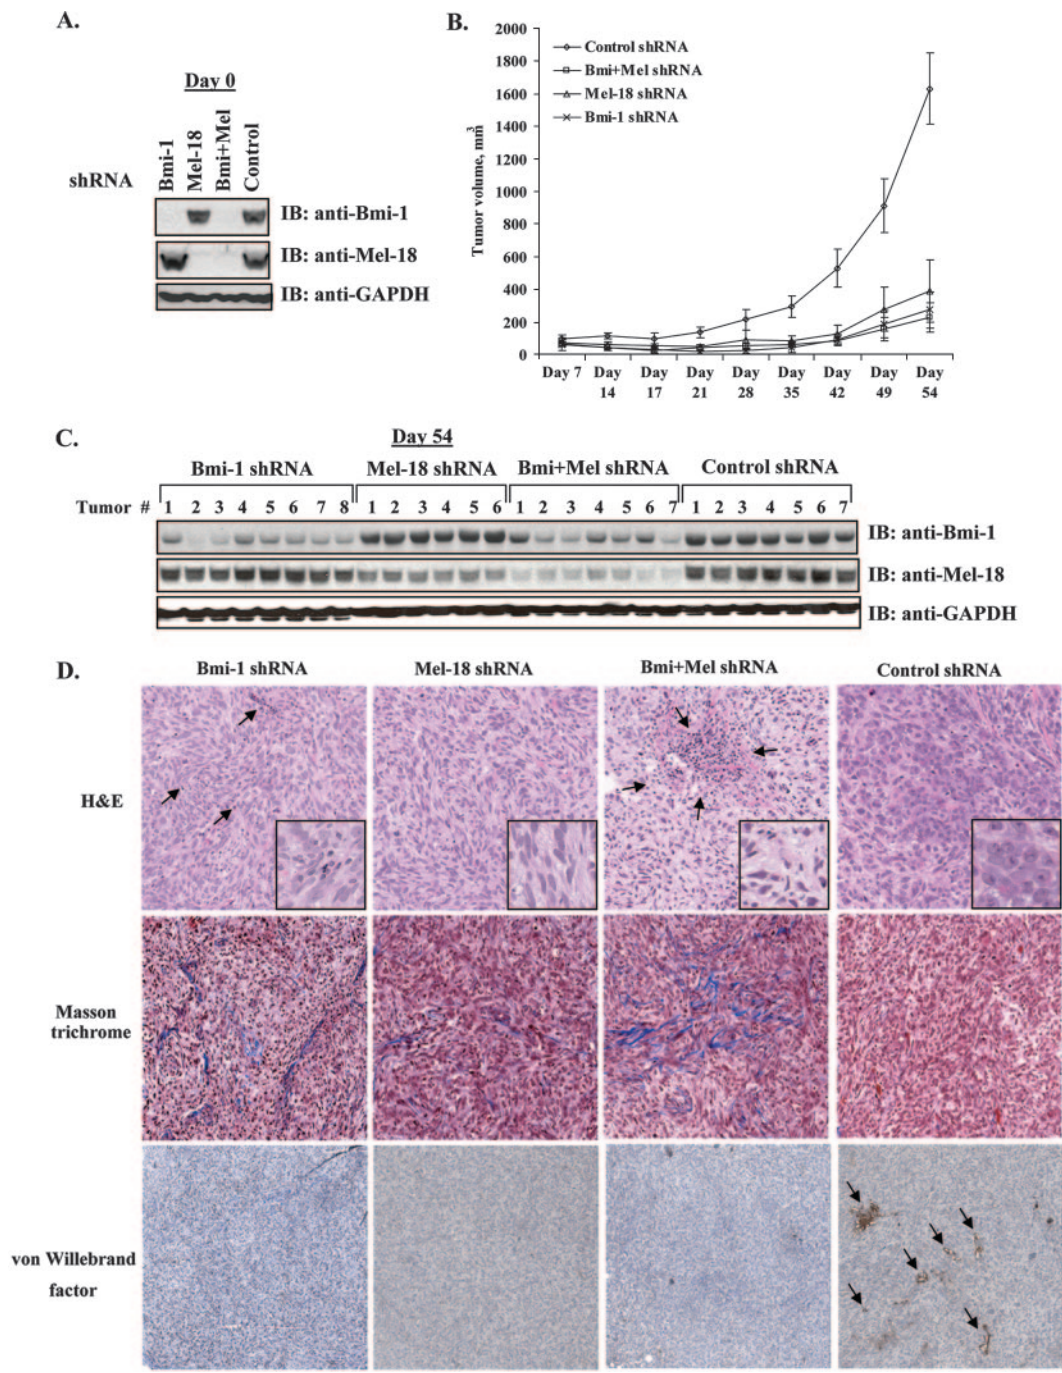 A.
Day 0
shRNA
Bmi-1
Mel-18
Bmi+Mel
Control
IB: anti-Bmi-1
IB: anti-Mel-18
IB: anti-GAPDH
B.
Tumor volume, mm3
2000
1800
1600
1400
1200
1000
800
600
400
200
0
Control shRNA
Bmi+Mel shRNA
Mel-18 shRNA
Bmi-1 shRNA
Day 7 Day 14 Day 17 Day 21 Day 28 Day 35 Day 42 Day 49 Day 54
C.
Day 54
Bmi-1 shRNA Mel-18 shRNA Bmi+Mel shRNA Control shRNA
Tumor # 1 2 3 4 5 6 7 8 1 2 3 4 5 6 1 2 3 4 5 6 7 1 2 3 4 5 6 7
IB: anti-Bmi-1
IB: anti-Mel-18
IB: anti-GAPDH
D.
Bmi-1 shRNA Mel-18 shRNA Bmi+Mel shRNA Control shRNA
H&E
Masson
trichrome
von Willebrand
factor